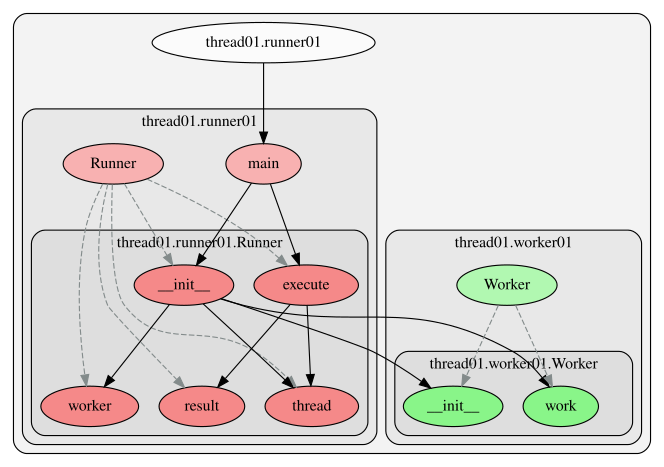 thread01.runner01
thread01.runner01
Runner
main
thread01.runner01.Runner
__init__
execute
worker
result
thread
thread01.worker01
Worker
thread01.worker01.Worker
__init__
work